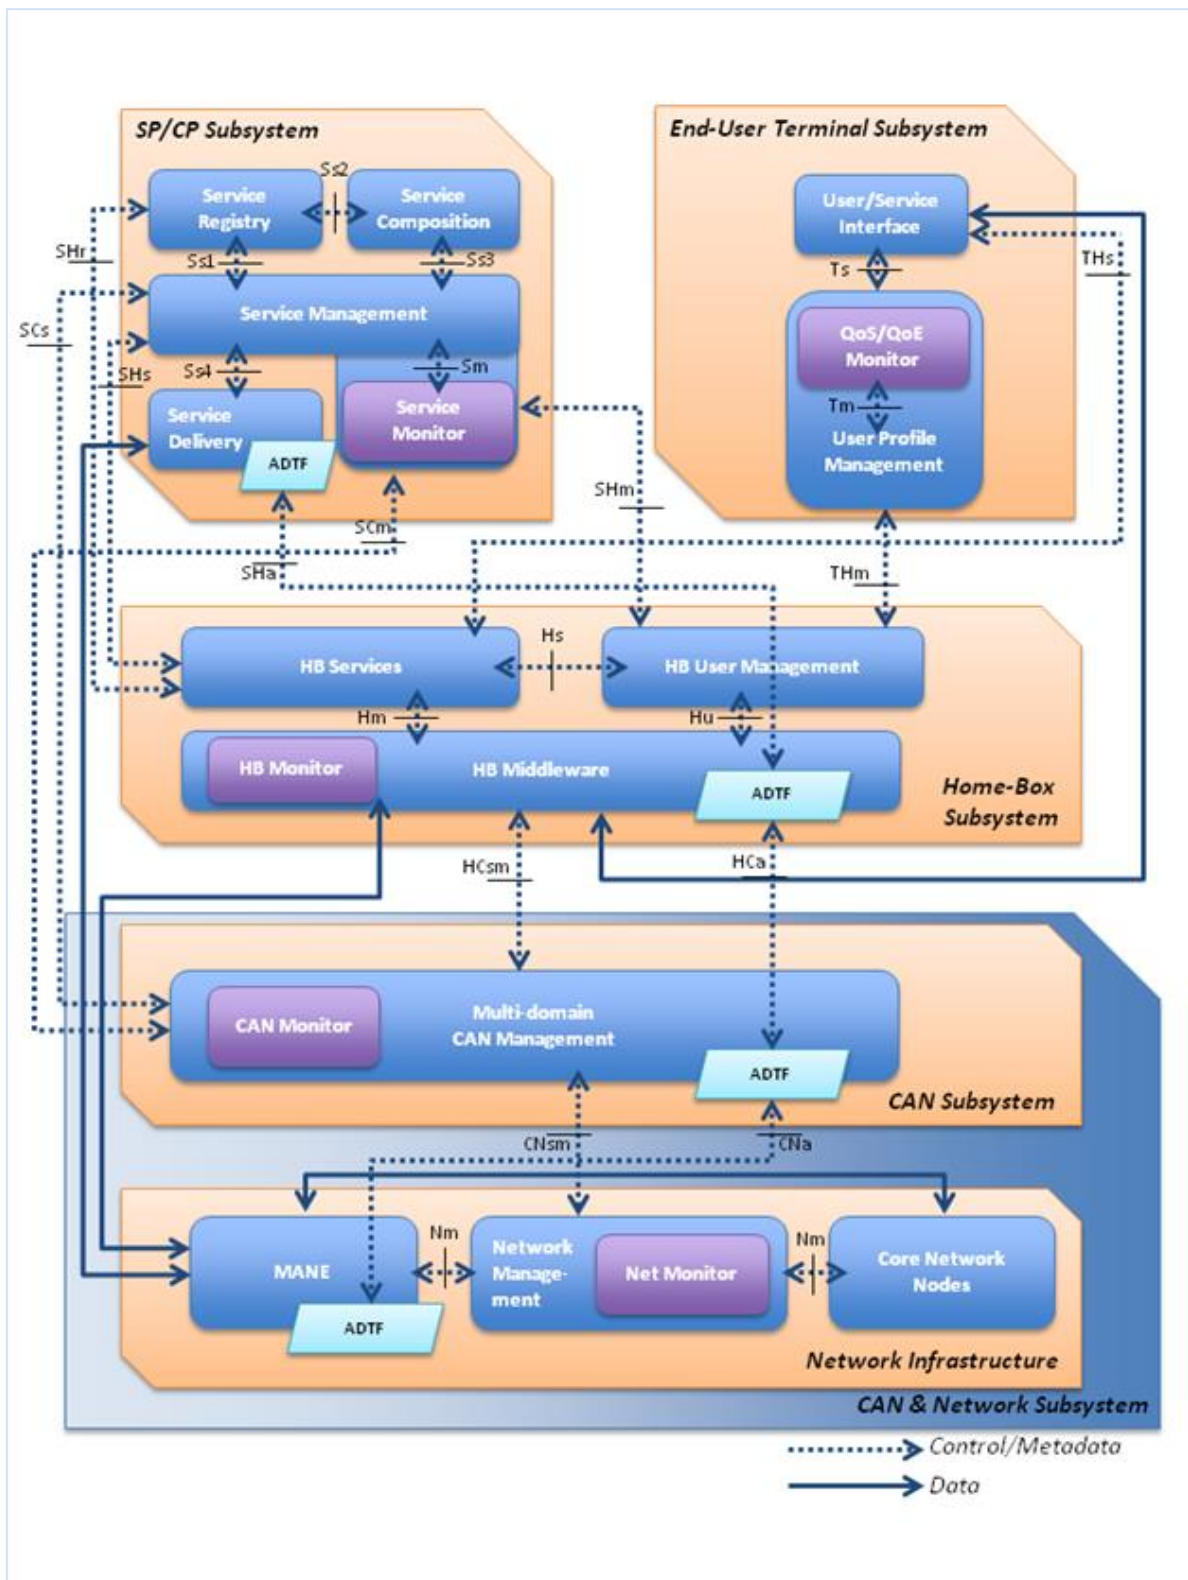 SP/CP Subsystem
End-User Terminal Subsystem
Ss2
Service
Registry
Service
Composition
User/Service
Interface
SHr
Ss1
Ss3
Ts
THs
Service Management
SCs
QoS/QoE
Monitor
SHs
Ss4
Sm
Service
Delivery
Service
Monitor
Tm
User Profile
Management
ADTF
SHm
SCm
SHa
THm
HB Services
Hs
HB User Management
Hm
Hu
HB Monitor
HB Middleware
ADTF
Home-Box
Subsystem
HCsm
HCa
CAN Monitor
Multi-domain
CAN Management
ADTF
CAN Subsystem
CNsm
CNa
MANE
Nm
Network
Manage-
ment
Net Monitor
Nm
Core Network
Nodes
ADTF
Network Infrastructure
CAN & Network Subsystem
Control/Metadata
Data